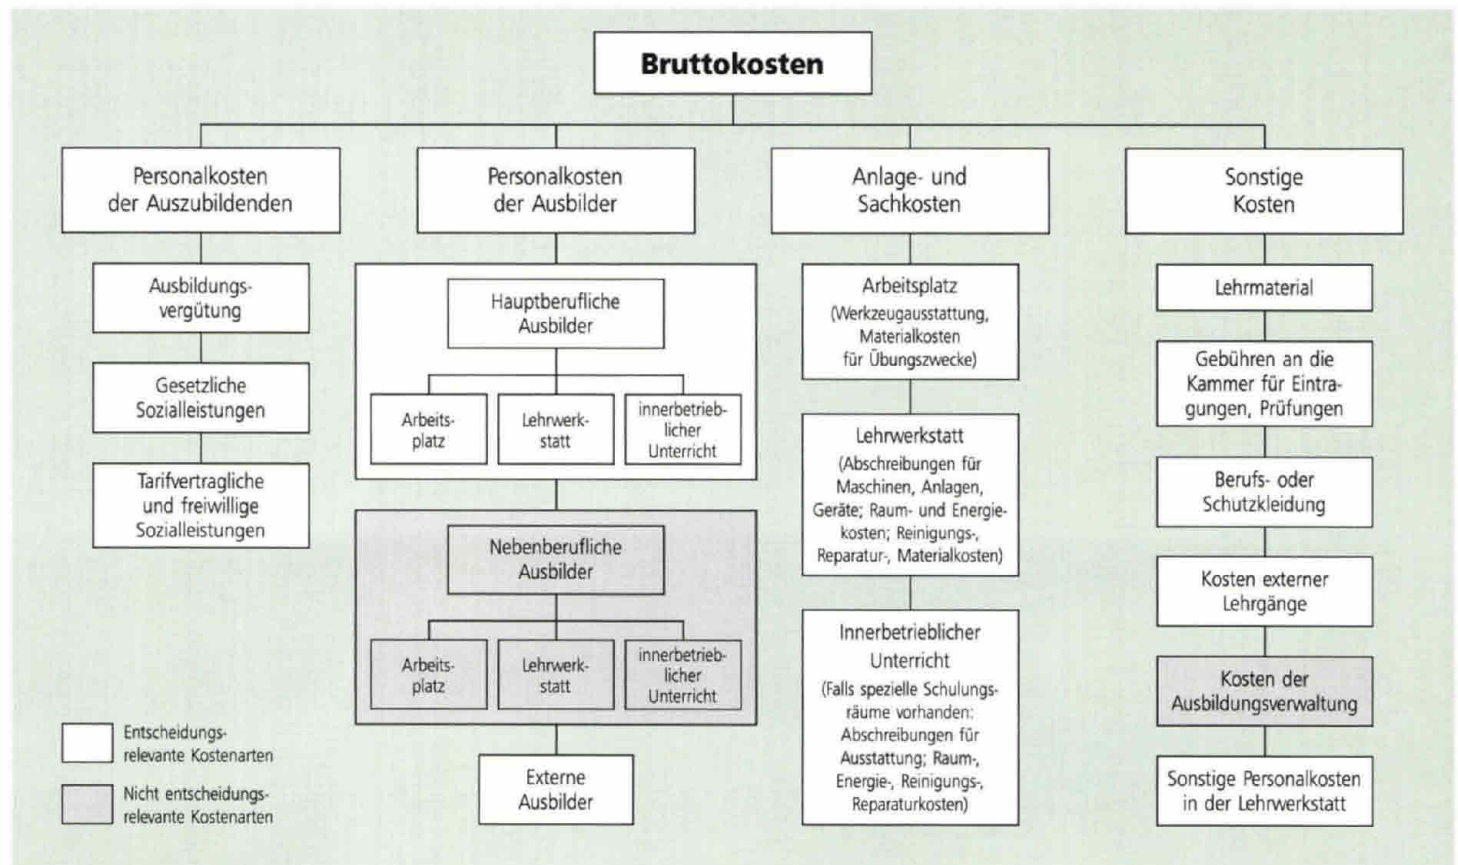 Bruttokosten
Personalkosten
der Auszubildenden
Ausbildungs-
vergütung
Gesetzliche
Sozialleistungen
Tarifvertragliche
und freiwillige
Sozialleistungen
Personalkosten
der Ausbilder
Hauptberufliche
Ausbilder
Arbeits-
platz
Lehrwerk-
statt
innerbetrieb-
licher
Unterricht
Nebenberufliche
Ausbilder
Arbeits-
platz
Lehrwerk-
statt
innerbetrieb-
licher
Unterricht
Externe
Ausbilder
Anlage- und
Sachkosten
Arbeitsplatz
(Werkzeugausstattung,
Materialkosten
für Übungszwecke)
Lehrwerkstatt
(Abschreibungen für
Maschinen, Anlagen,
Geräte; Raum- und Energie-
kosten; Reinigungs-,
Reparatur-, Materialkosten)
Innerbetrieblicher
Unterricht
(Falls spezielle Schulungs-
räume vorhanden:
Abschreibungen für
Ausstattung; Raum-,
Energie-, Reinigungs-,
Reparaturkosten)
Sonstige
Kosten
Lehrmaterial
Gebühren an die
Kammer für Eintra-
gungen, Prüfungen
Berufs- oder
Schutzkleidung
Kosten externer
Lehrgänge
Kosten der
Ausbildungsverwaltung
Sonstige Personalkosten
in der Lehrwerkstatt
Entscheidungs-
relevante Kostenarten
Nicht entscheidungs-
relevante Kostenarten